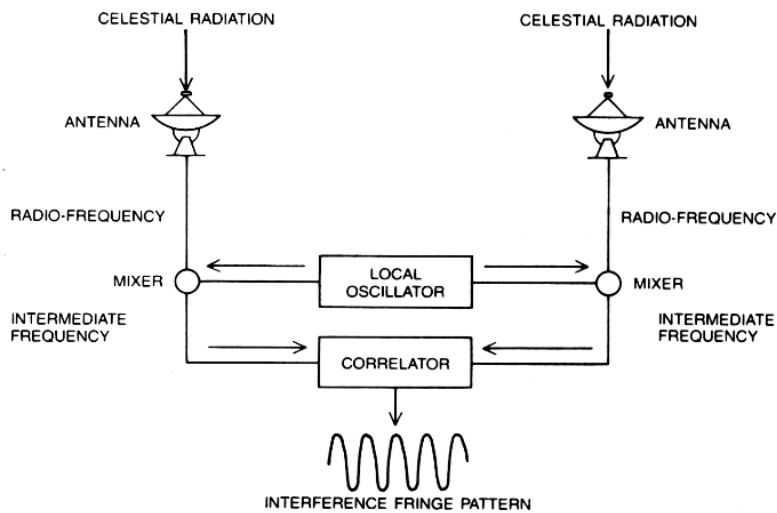 CELESTIAL RADIATION
CELESTIAL RADIATION
ANTENNA
ANTENNA
RADIO-FREQUENCY
RADIO-FREQUENCY
MIXER
LOCAL
OSCILLATOR
MIXER
INTERMEDIATE
FREQUENCY
INTERMEDIATE
FREQUENCY
CORRELATOR
INTERFERENCE FRINGE PATTERN